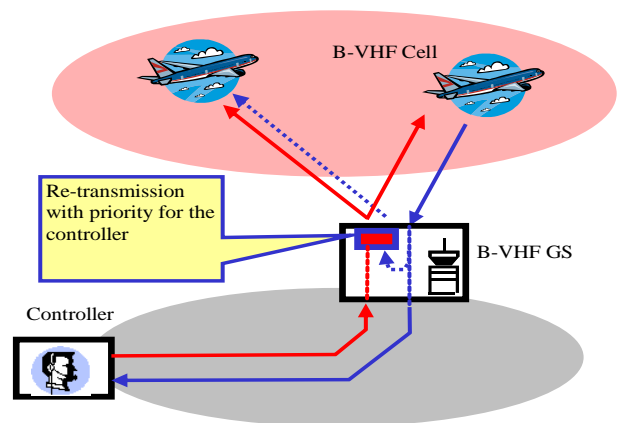 B-VHF Cell
Re-transmission
with priority for the
controller
B-VHF GS
Controller